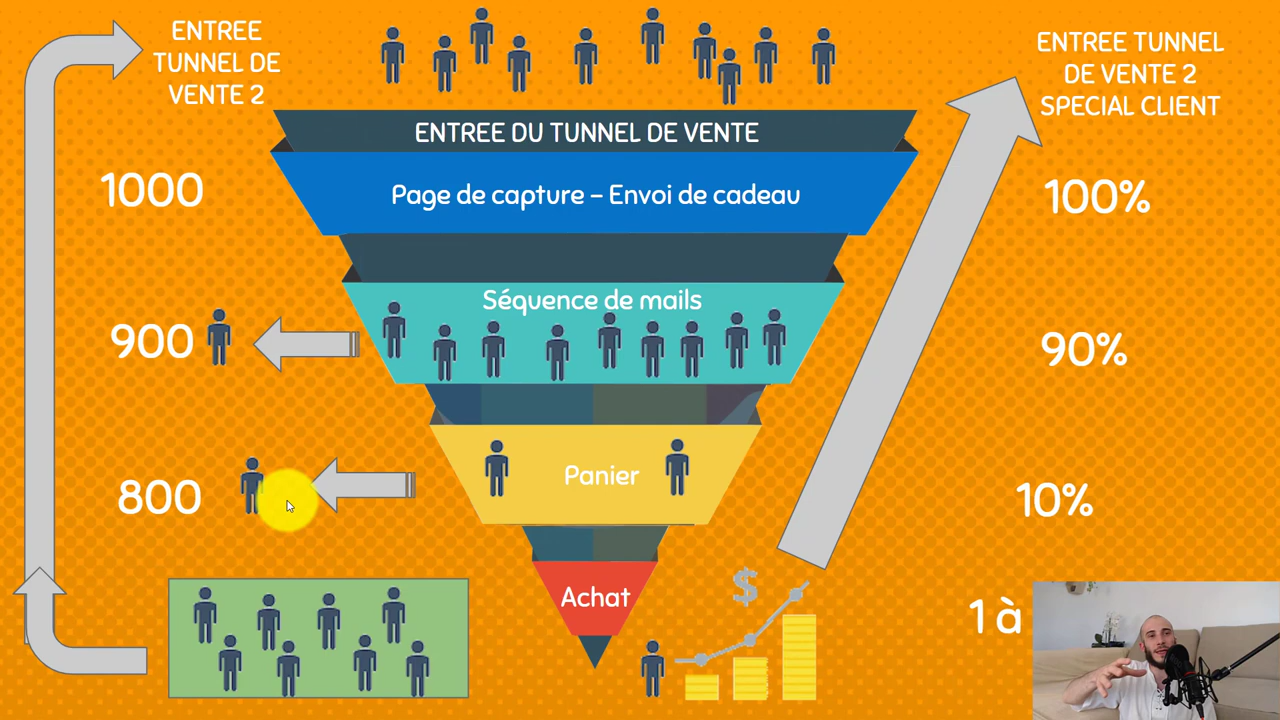 ENTREE
TUNNEL DE
VENTE 2
ENTREE TUNNEL
DE VENTE 2
SPECIAL CLIENT
ENTREE DU TUNNEL DE VENTE
1000
Page de capture – Envoi de cadeau
100%
Séquence de mails
900
90%
Panier
800
10%
Achat
$
1 à